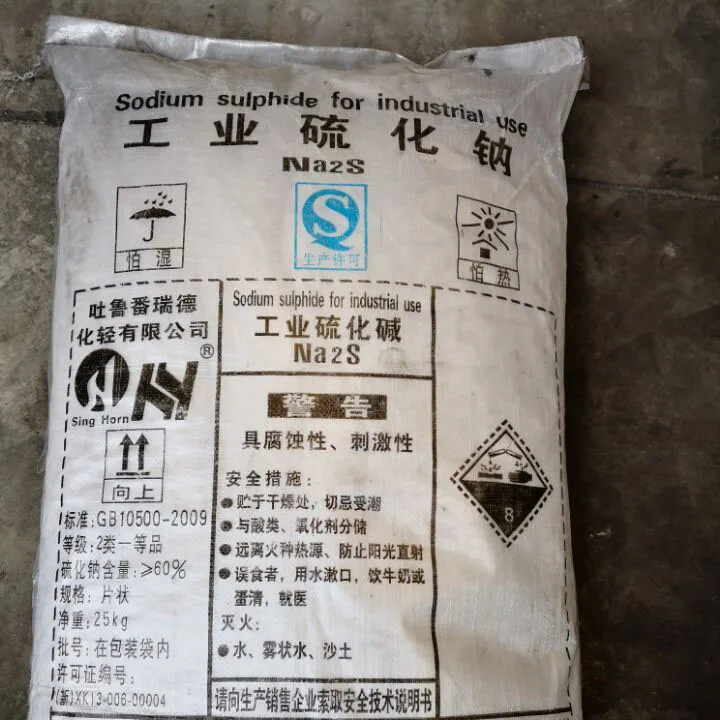 Sodium sulphide for industrial use
工业硫化钠
Na2S
怕湿
生产许可
怕热
吐鲁番瑞德
化轻有限公司
®
Sing Horn
向上
标准:GB10500-2009
等级:2类一等品
硫化钠含量:≥60%
规格:片状
净重:25kg
批号:在包装袋内
许可证编号:
(新)XK13-006-00004
Sodium sulphide for industrial use
工业硫化碱
Na2S
警告
具腐蚀性、刺激性
安全措施:
●贮于干燥处,切忌受潮
●与酸类、氧化剂分储
●远离火种热源、防止阳光直射
●误食者,用水漱口,饮牛奶或
蛋清,就医
灭火:
●水、雾状水、沙土
请向生产销售企业索取安全技术说明书
8